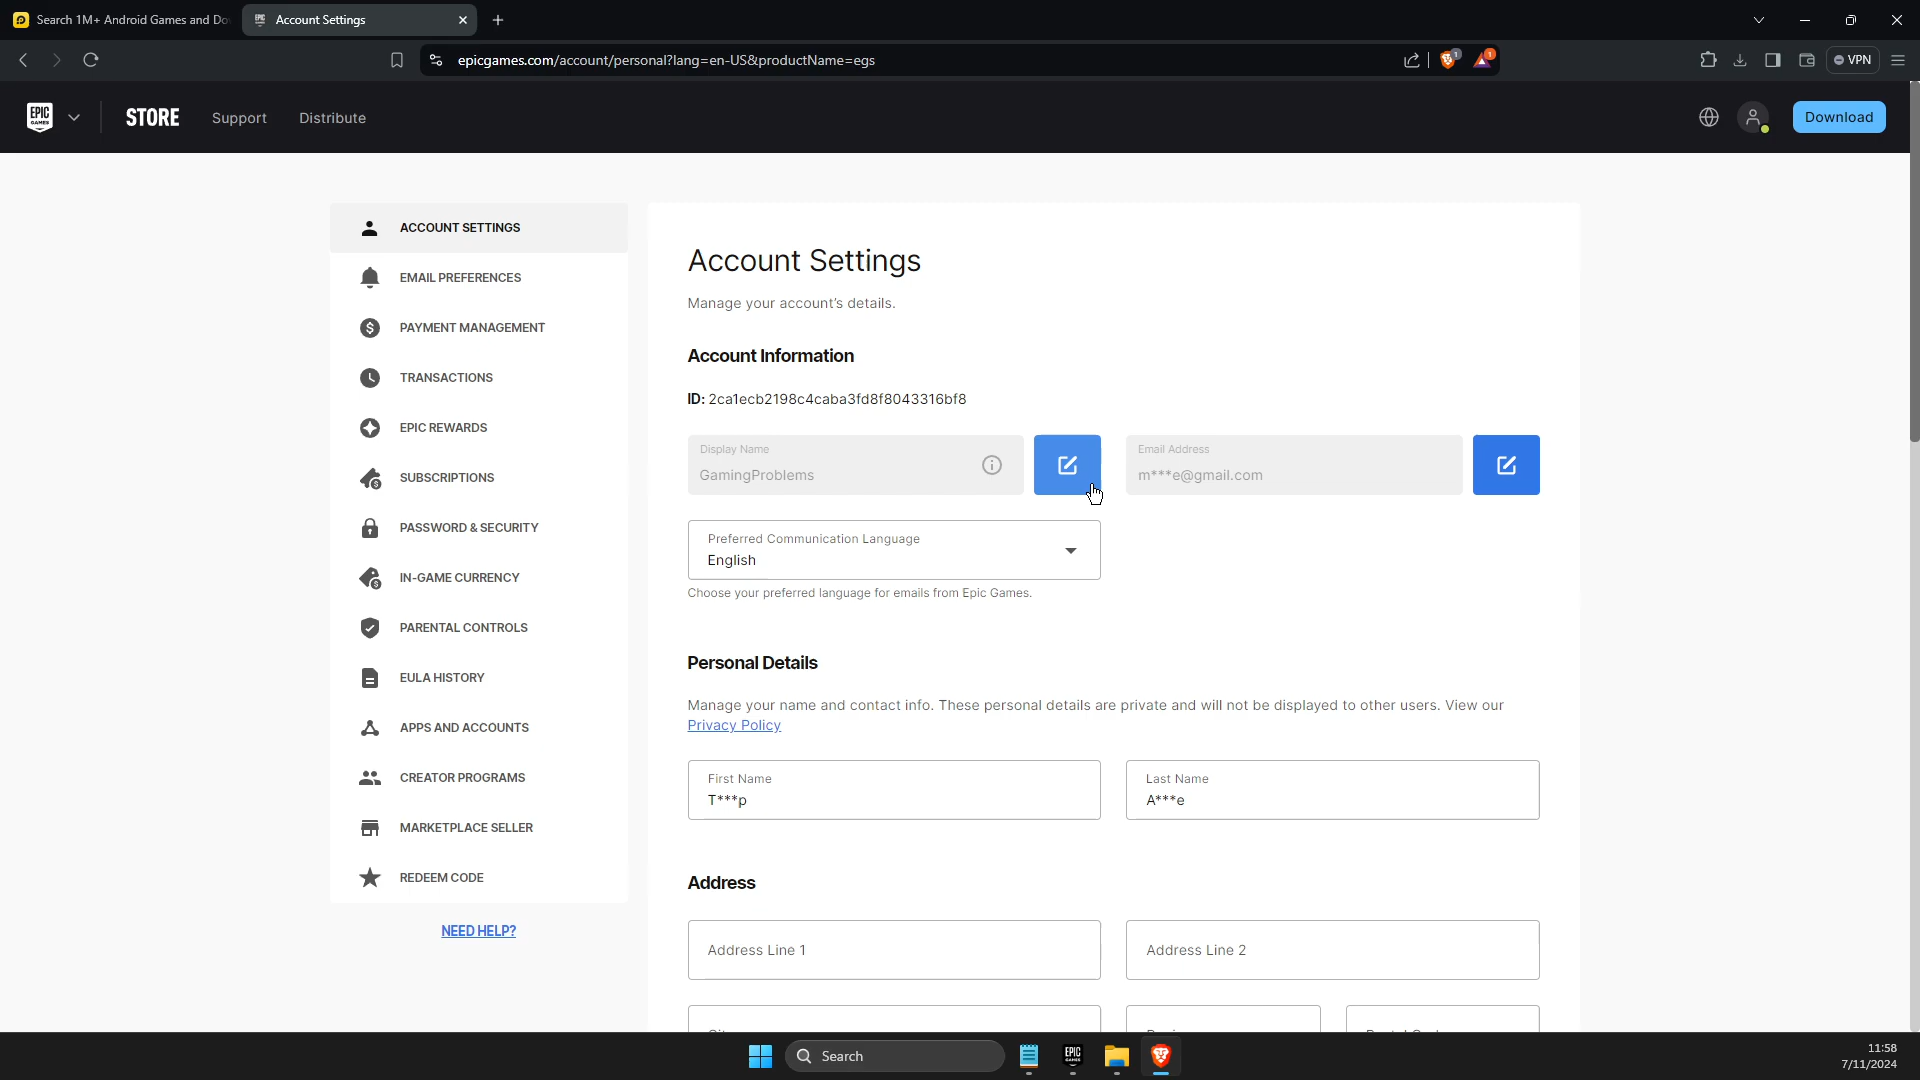 Search 1M+ Android Games and Do
Account Settings
epicgames.com/account/personal?lang=en-US&productName=egs
1
1
VPN
EPIC GAMES
STORE
Support
Distribute
Download
ACCOUNT SETTINGS
EMAIL PREFERENCES
PAYMENT MANAGEMENT
TRANSACTIONS
EPIC REWARDS
SUBSCRIPTIONS
PASSWORD & SECURITY
IN-GAME CURRENCY
PARENTAL CONTROLS
EULA HISTORY
APPS AND ACCOUNTS
CREATOR PROGRAMS
MARKETPLACE SELLER
REDEEM CODE
NEED HELP?
Account Settings
Manage your account's details.
Account Information
ID: 2ca1ecb2198c4caba3fd8f8043316bf8
Display Name
GamingProblems
Email Address
m***e@gmail.com
Preferred Communication Language
English
Choose your preferred language for emails from Epic Games.
Personal Details
Manage your name and contact info. These personal details are private and will not be displayed to other users. View our
Privacy Policy
First Name
T***p
Last Name
A***e
Address
Address Line 1
Address Line 2
Search
EPIC GAMES
11:58
7/11/2024